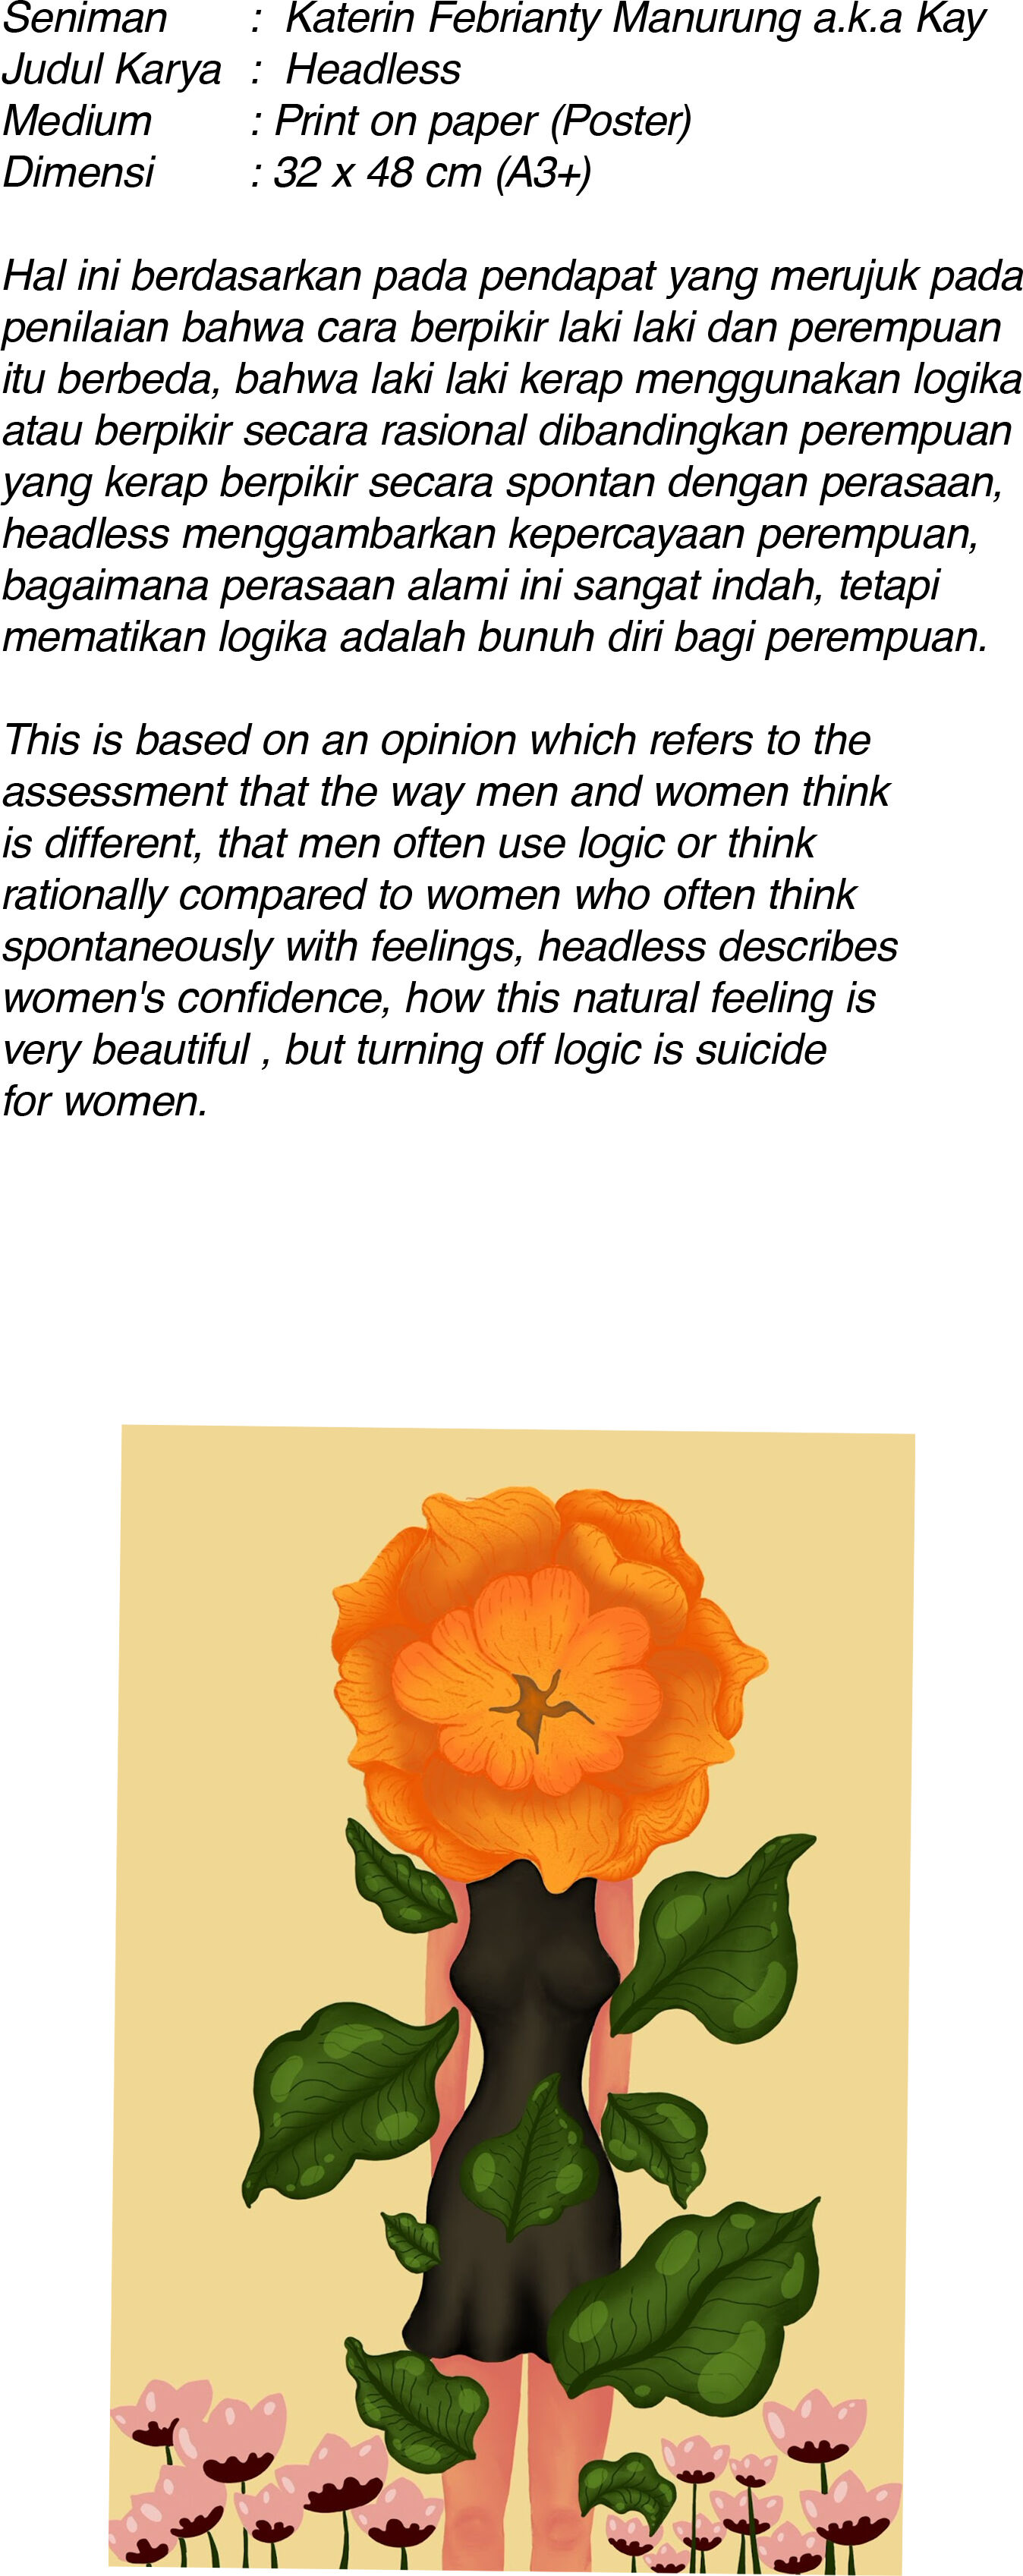 Seniman : Katerin Febrianty Manurung a.k.a Kay
Judul Karya : Headless
Medium : Print on paper (Poster)
Dimensi : 32 x 48 cm (A3+)
Hal ini berdasarkan pada pendapat yang merujuk pada
penilaian bahwa cara berpikir laki laki dan perempuan
itu berbeda, bahwa laki laki kerap menggunakan logika
atau berpikir secara rasional dibandingkan perempuan
yang kerap berpikir secara spontan dengan perasaan,
headless menggambarkan kepercayaan perempuan,
bagaimana perasaan alami ini sangat indah, tetapi
mematikan logika adalah bunuh diri bagi perempuan.
This is based on an opinion which refers to the
assessment that the way men and women think
is different, that men often use logic or think
rationally compared to women who often think
spontaneously with feelings, headless describes
women's confidence, how this natural feeling is
very beautiful , but turning off logic is suicide
for women.